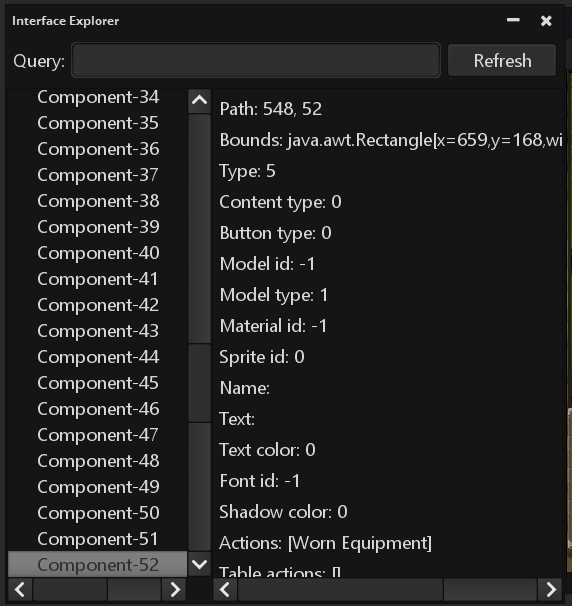 Interface Explorer
Query:
Refresh
Component-34
Component-35
Component-36
Component-37
Component-38
Component-39
Component-40
Component-41
Component-42
Component-43
Component-44
Component-45
Component-46
Component-47
Component-48
Component-49
Component-50
Component-51
Component-52
Path: 548, 52
Bounds: java.awt.Rectangle[x=659,y=168,wi
Type: 5
Content type: 0
Button type: 0
Model id: -1
Model type: 1
Material id: -1
Sprite id: 0
Name:
Text:
Text color: 0
Font id: -1
Shadow color: 0
Actions: [Worn Equipment]
Table actions: []